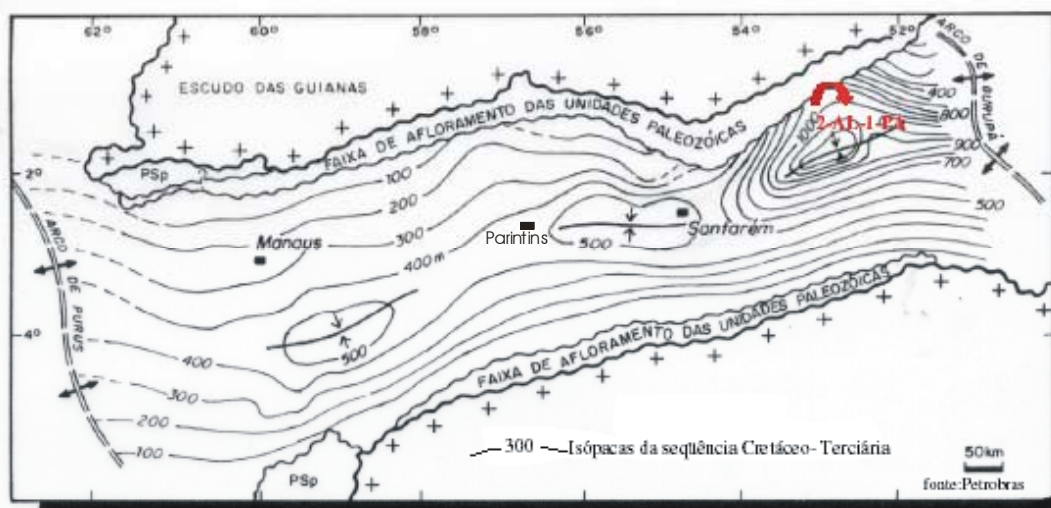 62° 60° 58° 56° 54° 52°
ARCO DE GURUPÁ
ESCUDO DAS GUIANAS
FAIXA DE AFLORAMENTO DAS UNIDADES PALEOZÓICAS
2-AL-1-PA
1000
400
800
900
700
500
PSp
?
2°
100
200
300
400 m
Manaus
Parintins
Santarém
500
ARCO DE PURUS
4°
500
400
300
200
100
FAIXA DE AFLORAMENTO DAS UNIDADES PALEOZÓICAS
300 Isópacas da seqüência Cretáceo-Terciária
PSp
50km
fonte:Petrobras